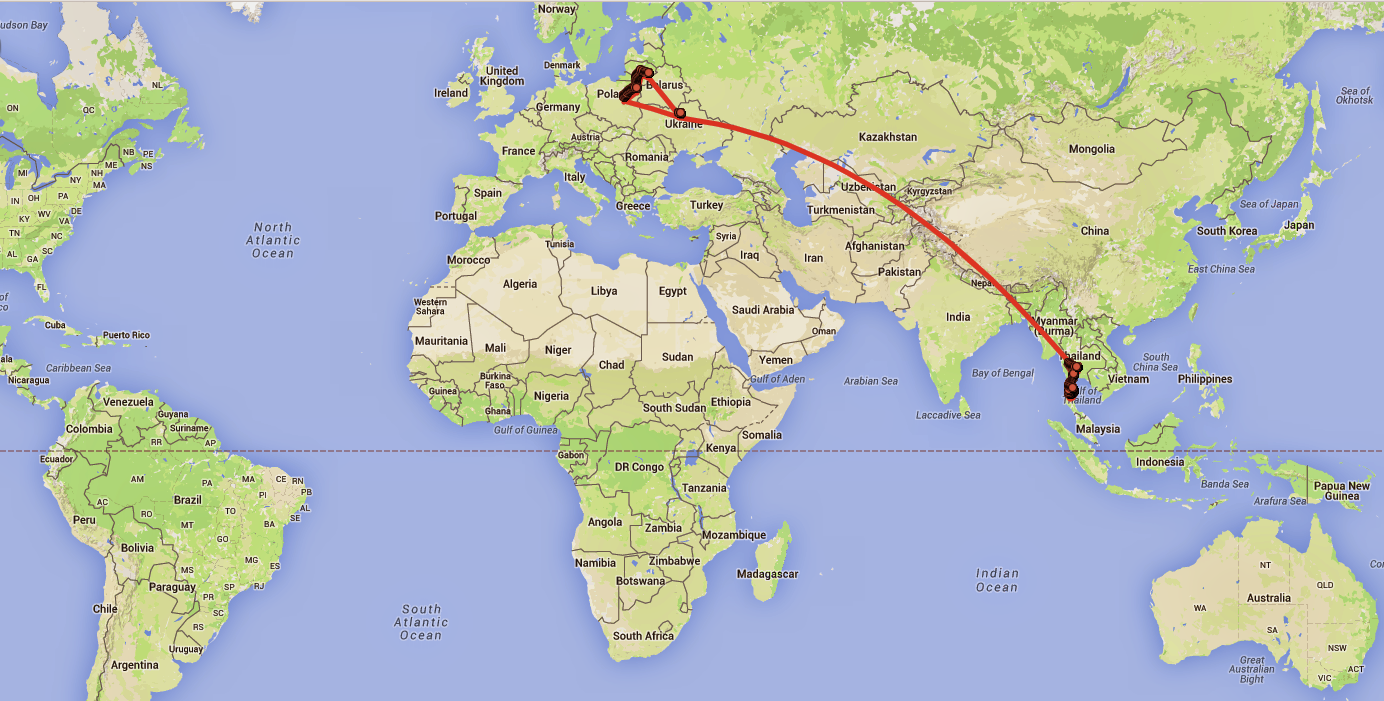 udson Bay
Norway
Denmark
United
Kingdom
Ireland
Pola
Belarus
Germany
Ukraine
Sea of
Okhotsk
NL
ON
QC
Austria
France
Kazakhstan
Mongolia
NB
PE
ME
NS
MI
NH
NY
MA
Romania
Italy
Spain
Portugal
Greece
Turkey
Uzbekistan
Kyrgyzstan
Turkmenistan
IN
OH
PA
DE
KY
WV
VA
TN
NC
SC
AL
GA
FL
North
Atlantic
Ocean
Sea of Japan
South Korea
Japan
China
Tunisia
Syria
Iraq
Iran
Afghanistan
Pakistan
Morocco
East China Sea
Algeria
Libya
Egypt
Nepal
Western
Sahara
Saudi Arabia
India
Myanmar
(Burma)
of
co
Cuba
Puerto Rico
Oman
Mauritania
Mali
Niger
Chad
Sudan
Yemen
Thailand
South
China Sea
ala
Caribbean Sea
Nicaragua
Gulf of Aden
Arabian Sea
Bay of Bengal
Vietnam
Philippines
Burkina
Faso
Guinea
Nigeria
Ghana
Ethiopia
South Sudan
lf of
Thailand
Laccadive Sea
Venezuela
Guyana
Suriname
Colombia
RR
AP
Gulf of Guinea
Somalia
Malaysia
Ecuador
Gabon
Kenya
DR Congo
Indonesia
AM
PA
MA
CE
RN
PI
PB
AL
SE
Brazil
AC
RO
TO
BA
MT
Tanzania
Banda Sea
Arafura Sea
Papua New
Guinea
Peru
Angola
Zambia
Mozambique
GO
Bolivia
MG
ES
MS
Namibia
Zimbabwe
Botswana
Madagascar
Indian
Ocean
NT
QLD
Australia
WA
Paraguay
SP
RJ
PR
SC
Chile
RS
South
Atlantic
Ocean
South Africa
SA
NSW
Uruguay
Argentina
Great
Australian
Bight
ACT
VIC